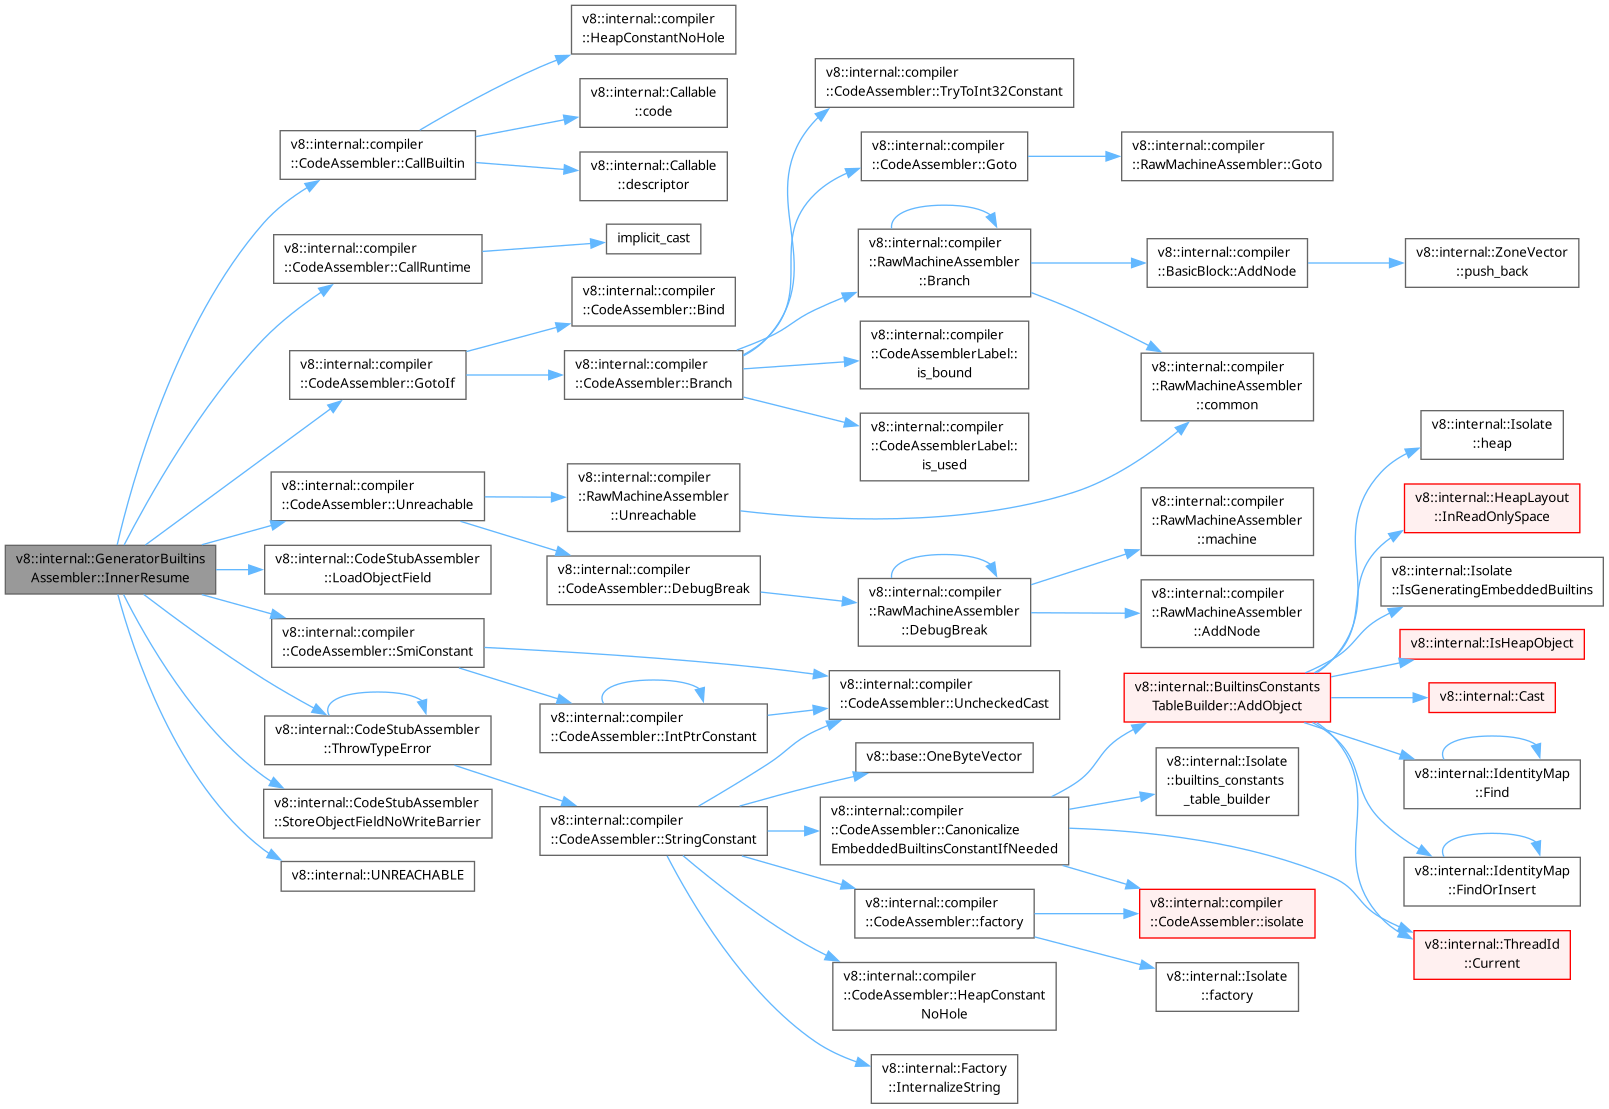 v8::internal::compiler
::HeapConstantNoHole
v8::internal::Callable
::code
v8::internal::compiler
::CodeAssembler::CallBuiltin
v8::internal::Callable
::descriptor
v8::internal::compiler
::CodeAssembler::CallRuntime
implicit_cast
v8::internal::compiler
::CodeAssembler::Bind
v8::internal::compiler
::CodeAssembler::GotoIf
v8::internal::compiler
::CodeAssembler::Branch
v8::internal::compiler
::CodeAssembler::TryToInt32Constant
v8::internal::compiler
::CodeAssembler::Goto
v8::internal::compiler
::RawMachineAssembler::Goto
v8::internal::compiler
::RawMachineAssembler
::Branch
v8::internal::compiler
::BasicBlock::AddNode
v8::internal::ZoneVector
::push_back
v8::internal::compiler
::CodeAssemblerLabel::
is_bound
v8::internal::compiler
::RawMachineAssembler
::common
v8::internal::compiler
::CodeAssemblerLabel::
is_used
v8::internal::compiler
::CodeAssembler::Unreachable
v8::internal::compiler
::RawMachineAssembler
::Unreachable
v8::internal::GeneratorBuiltins
Assembler::InnerResume
v8::internal::CodeStubAssembler
::LoadObjectField
v8::internal::compiler
::CodeAssembler::DebugBreak
v8::internal::compiler
::RawMachineAssembler
::DebugBreak
v8::internal::compiler
::RawMachineAssembler
::machine
v8::internal::compiler
::RawMachineAssembler
::AddNode
v8::internal::compiler
::CodeAssembler::SmiConstant
v8::internal::compiler
::CodeAssembler::IntPtrConstant
v8::internal::compiler
::CodeAssembler::UncheckedCast
v8::internal::CodeStubAssembler
::ThrowTypeError
v8::internal::CodeStubAssembler
::StoreObjectFieldNoWriteBarrier
v8::internal::UNREACHABLE
v8::internal::compiler
::CodeAssembler::StringConstant
v8::base::OneByteVector
v8::internal::compiler
::CodeAssembler::Canonicalize
EmbeddedBuiltinsConstantIfNeeded
v8::internal::compiler
::CodeAssembler::factory
v8::internal::compiler
::CodeAssembler::HeapConstant
NoHole
v8::internal::Factory
::InternalizeString
v8::internal::BuiltinsConstants
TableBuilder::AddObject
v8::internal::Isolate
::builtins_constants
_table_builder
v8::internal::compiler
::CodeAssembler::isolate
v8::internal::Isolate
::factory
v8::internal::Isolate
::heap
v8::internal::HeapLayout
::InReadOnlySpace
v8::internal::Isolate
::IsGeneratingEmbeddedBuiltins
v8::internal::IsHeapObject
v8::internal::Cast
v8::internal::IdentityMap
::Find
v8::internal::IdentityMap
::FindOrInsert
v8::internal::ThreadId
::Current